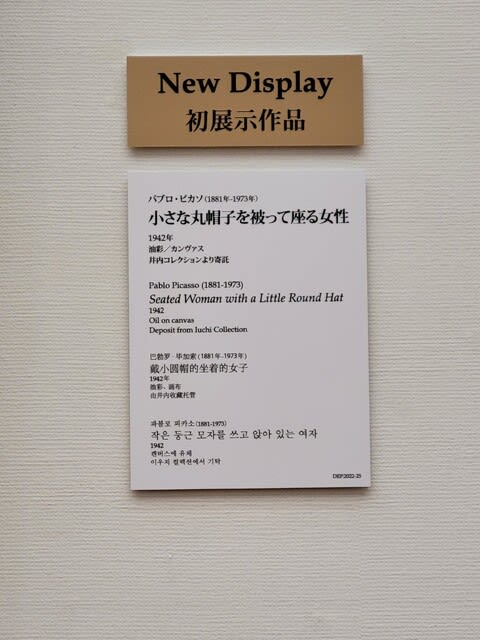 New Display
初展示作品
パブロ・ピカソ(1881年-1973年)
小さな丸帽子を被って座る女性
1942年
油彩／カンヴァス
井内コレクションより寄託
Pablo Picasso (1881-1973)
Seated Woman with a Little Round Hat
1942
Oil on canvas
Deposit from Iuchi Collection
巴勃罗·毕加索(1881年-1973年)
戴小圆帽的坐着的女子
1942年
油彩、画布
由井内收藏托管
파블로 피카소(1881-1973)
작은 둥근 모자를 쓰고 앉아 있는 여자
1942
캔버스에 유채
이우치 컬렉션에서 기탁
DEP.2022-25